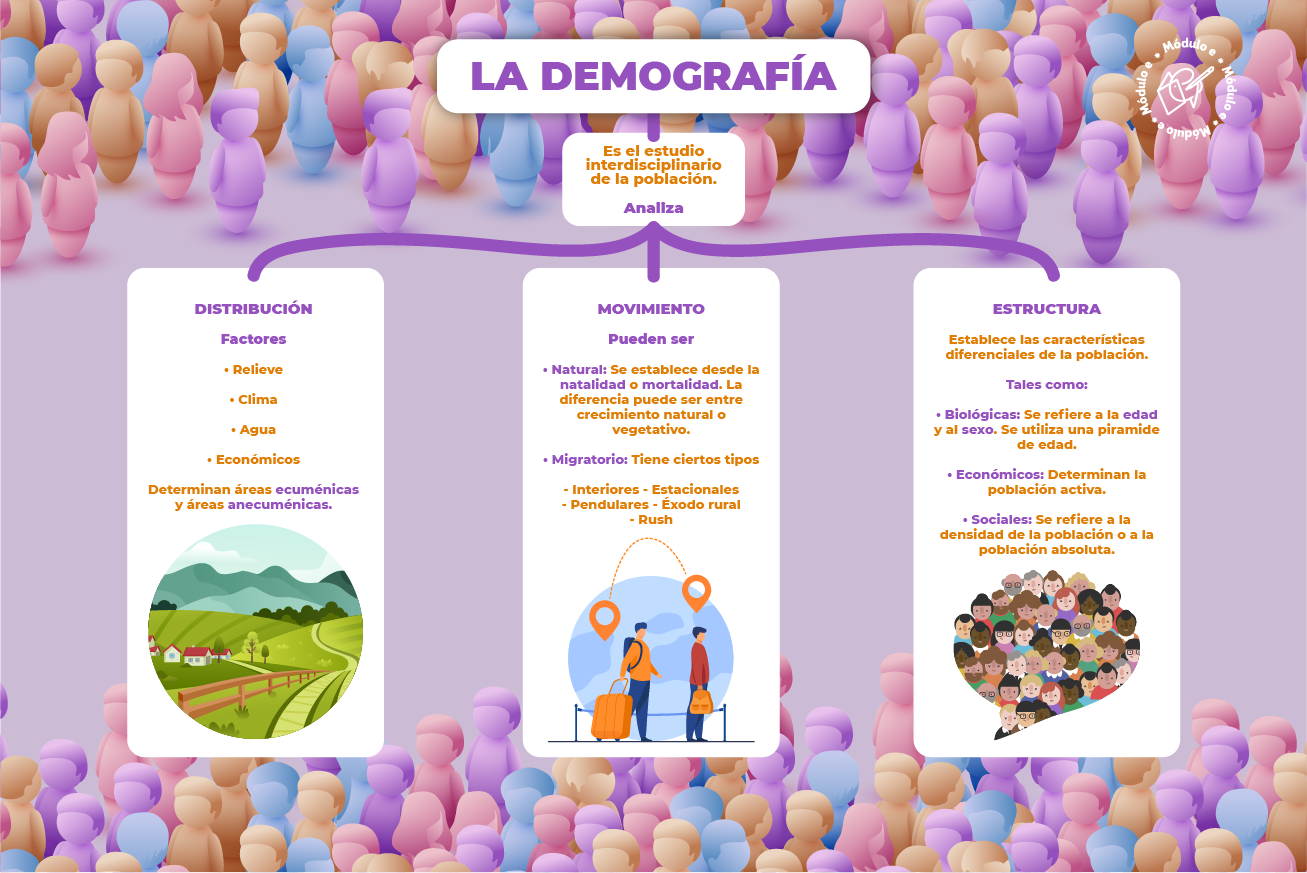 LA DEMOGRAFÍA
Módulo e • Módulo e • Módulo e • Módulo e •
Es el estudio
interdisciplinario
de la población.
Analiza
DISTRIBUCIÓN
Factores
• Relieve
• Clima
• Agua
• Económicos
Determinan áreas ecuménicas
y áreas anecuménicas.
MOVIMIENTO
Pueden ser
• Natural: Se establece desde la
natalidad o mortalidad. La
diferencia puede ser entre
crecimiento natural o
vegetativo.
• Migratorio: Tiene ciertos tipos
- Interiores - Estacionales
- Pendulares - Éxodo rural
- Rush
ESTRUCTURA
Establece las características
diferenciales de la población.
Tales como:
• Biológicas: Se refiere a la edad
y al sexo. Se utiliza una piramide
de edad.
• Económicos: Determinan la
población activa.
• Sociales: Se refiere a la
densidad de la población o a la
población absoluta.